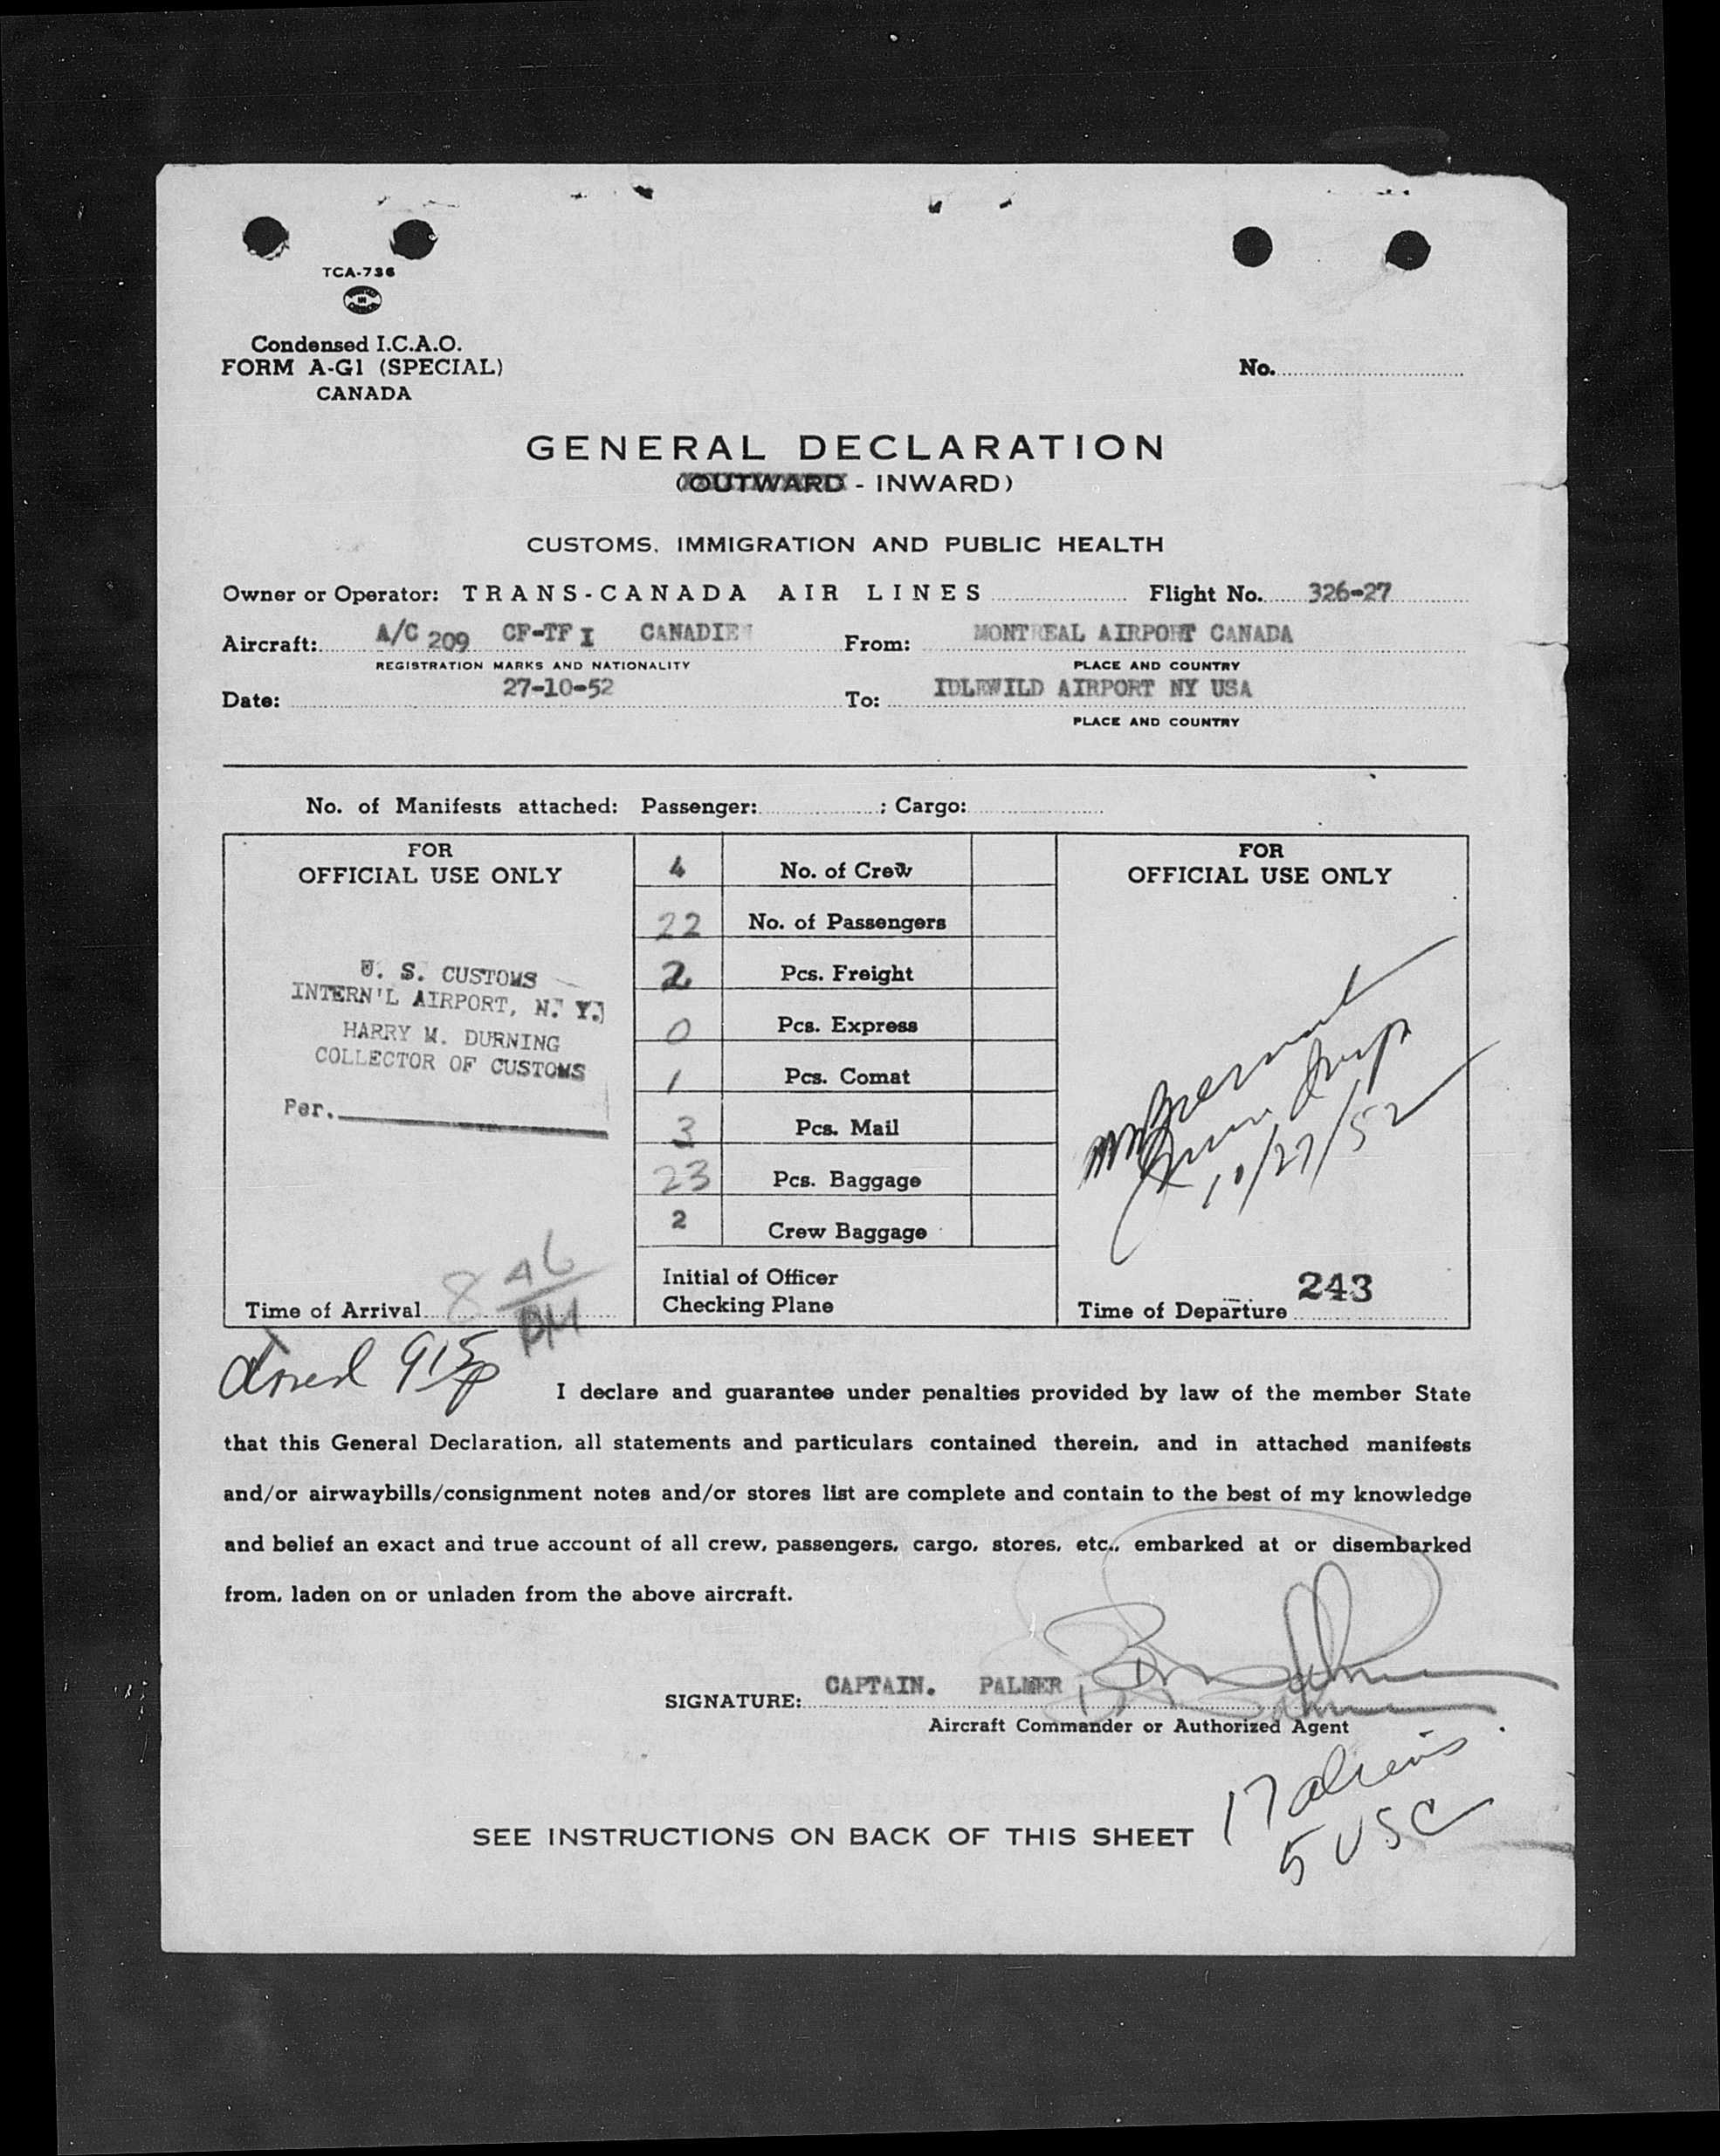 TCA-736
Condensed I.C.A.O.
FORM A-G1 (SPECIAL)
CANADA
No.
GENERAL DECLARATION
(OUTWARD - INWARD)
CUSTOMS, IMMIGRATION AND PUBLIC HEALTH
Owner or Operator: TRANS-CANADA AIR LINES Flight No. 326-27
Aircraft: A/C 209 CF-TFI CANADIEN From: MONTREAL AIRPORT CANADA
REGISTRATION MARKS AND NATIONALITY PLACE AND COUNTRY
Date: 27-10-52 To: IDLEWILD AIRPORT NY USA
PLACE AND COUNTRY
No. of Manifests attached: Passenger: ; Cargo:
FOR
OFFICIAL USE ONLY
U. S. CUSTOMS
INTERN'L AIRPORT, N. Y.
HARRY M. DURNING
COLLECTOR OF CUSTOMS
Per.
Time of Arrival 8 46 PM
4 No. of Crew
22 No. of Passengers
2 Pcs. Freight
0 Pcs. Express
1 Pcs. Comat
3 Pcs. Mail
23 Pcs. Baggage
2 Crew Baggage
Initial of Officer
Checking Plane
FOR
OFFICIAL USE ONLY
10/27/52
243
Time of Departure
closed 915p
I declare and guarantee under penalties provided by law of the member State
that this General Declaration, all statements and particulars contained therein, and in attached manifests
and/or airwaybills/consignment notes and/or stores list are complete and contain to the best of my knowledge
and belief an exact and true account of all crew, passengers, cargo, stores, etc., embarked at or disembarked
from, laden on or unladen from the above aircraft.
SIGNATURE: CAPTAIN. PALMER
Aircraft Commander or Authorized Agent
17 aliens
5 USC
SEE INSTRUCTIONS ON BACK OF THIS SHEET